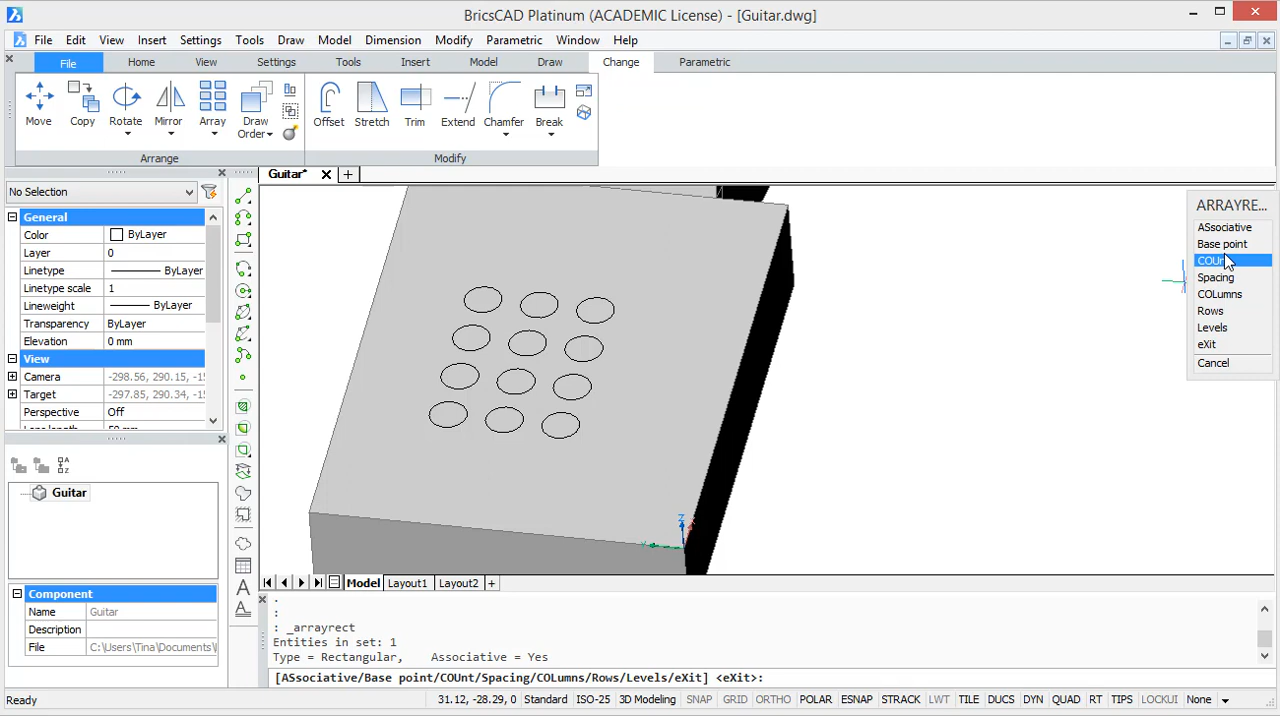 BricsCAD Platinum (ACADEMIC License) - [Guitar.dwg]
File Edit View Insert Settings Tools Draw Model Dimension Modify Parametric Window Help
File Home View Settings Tools Insert Model Draw Change Parametric
Move Copy Rotate Mirror Array Draw Order Offset Stretch Trim Extend Chamfer Break
Arrange Modify
Guitar*
No Selection
General
Color ByLayer
Layer 0
Linetype ByLayer
Linetype scale 1
Lineweight ByLayer
Transparency ByLayer
Elevation 0 mm
View
Camera -298.56, 290.15, -1
Target -297.85, 290.34, -1
Perspective Off
Guitar
Component
Name Guitar
Description
File C:\Users\Tina\Documents\
ARRAYRE...
ASsociative
Base point
Spacing
COLumns
Rows
Levels
eXit
Cancel
Z
Y
Model Layout1 Layout2
:
:
: _arrayrect
Entities in set: 1
Type = Rectangular, Associative = Yes
[ASsociative/Base point/COUnt/Spacing/COLumns/Rows/Levels/eXit] <eXit>:
Ready 31.12, -28.29, 0 Standard ISO-25 3D Modeling SNAP GRID ORTHO POLAR ESNAP STRACK LWT TILE DUCS DYN QUAD RT TIPS LOCKUI None